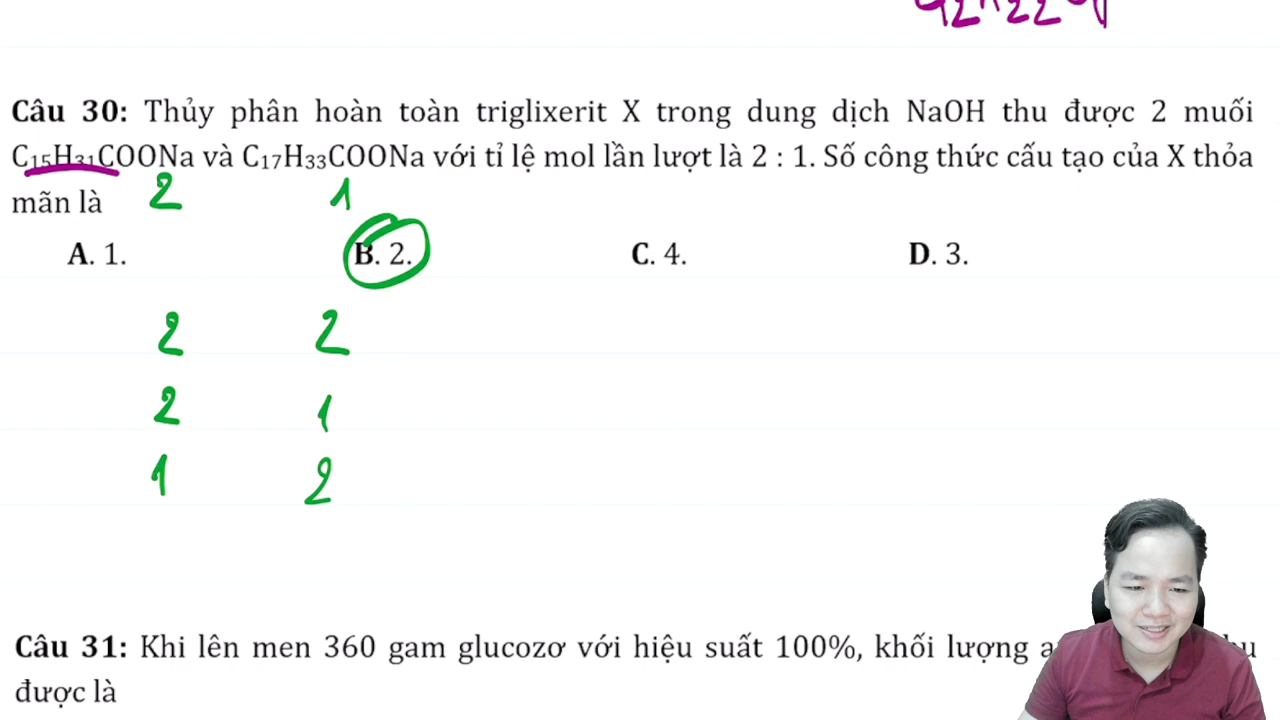 Câu 30: Thủy phân hoàn toàn triglixerit X trong dung dịch NaOH thu được 2 muối
C₁₅H₃₁COONa và C₁₇H₃₃COONa với tỉ lệ mol lần lượt là 2 : 1. Số công thức cấu tạo của X thỏa
mãn là
2 1
A. 1. B. 2. C. 4. D. 3.
2 2
2 1
1 2
Câu 31: Khi lên men 360 gam glucozơ với hiệu suất 100%, khối lượng
được là